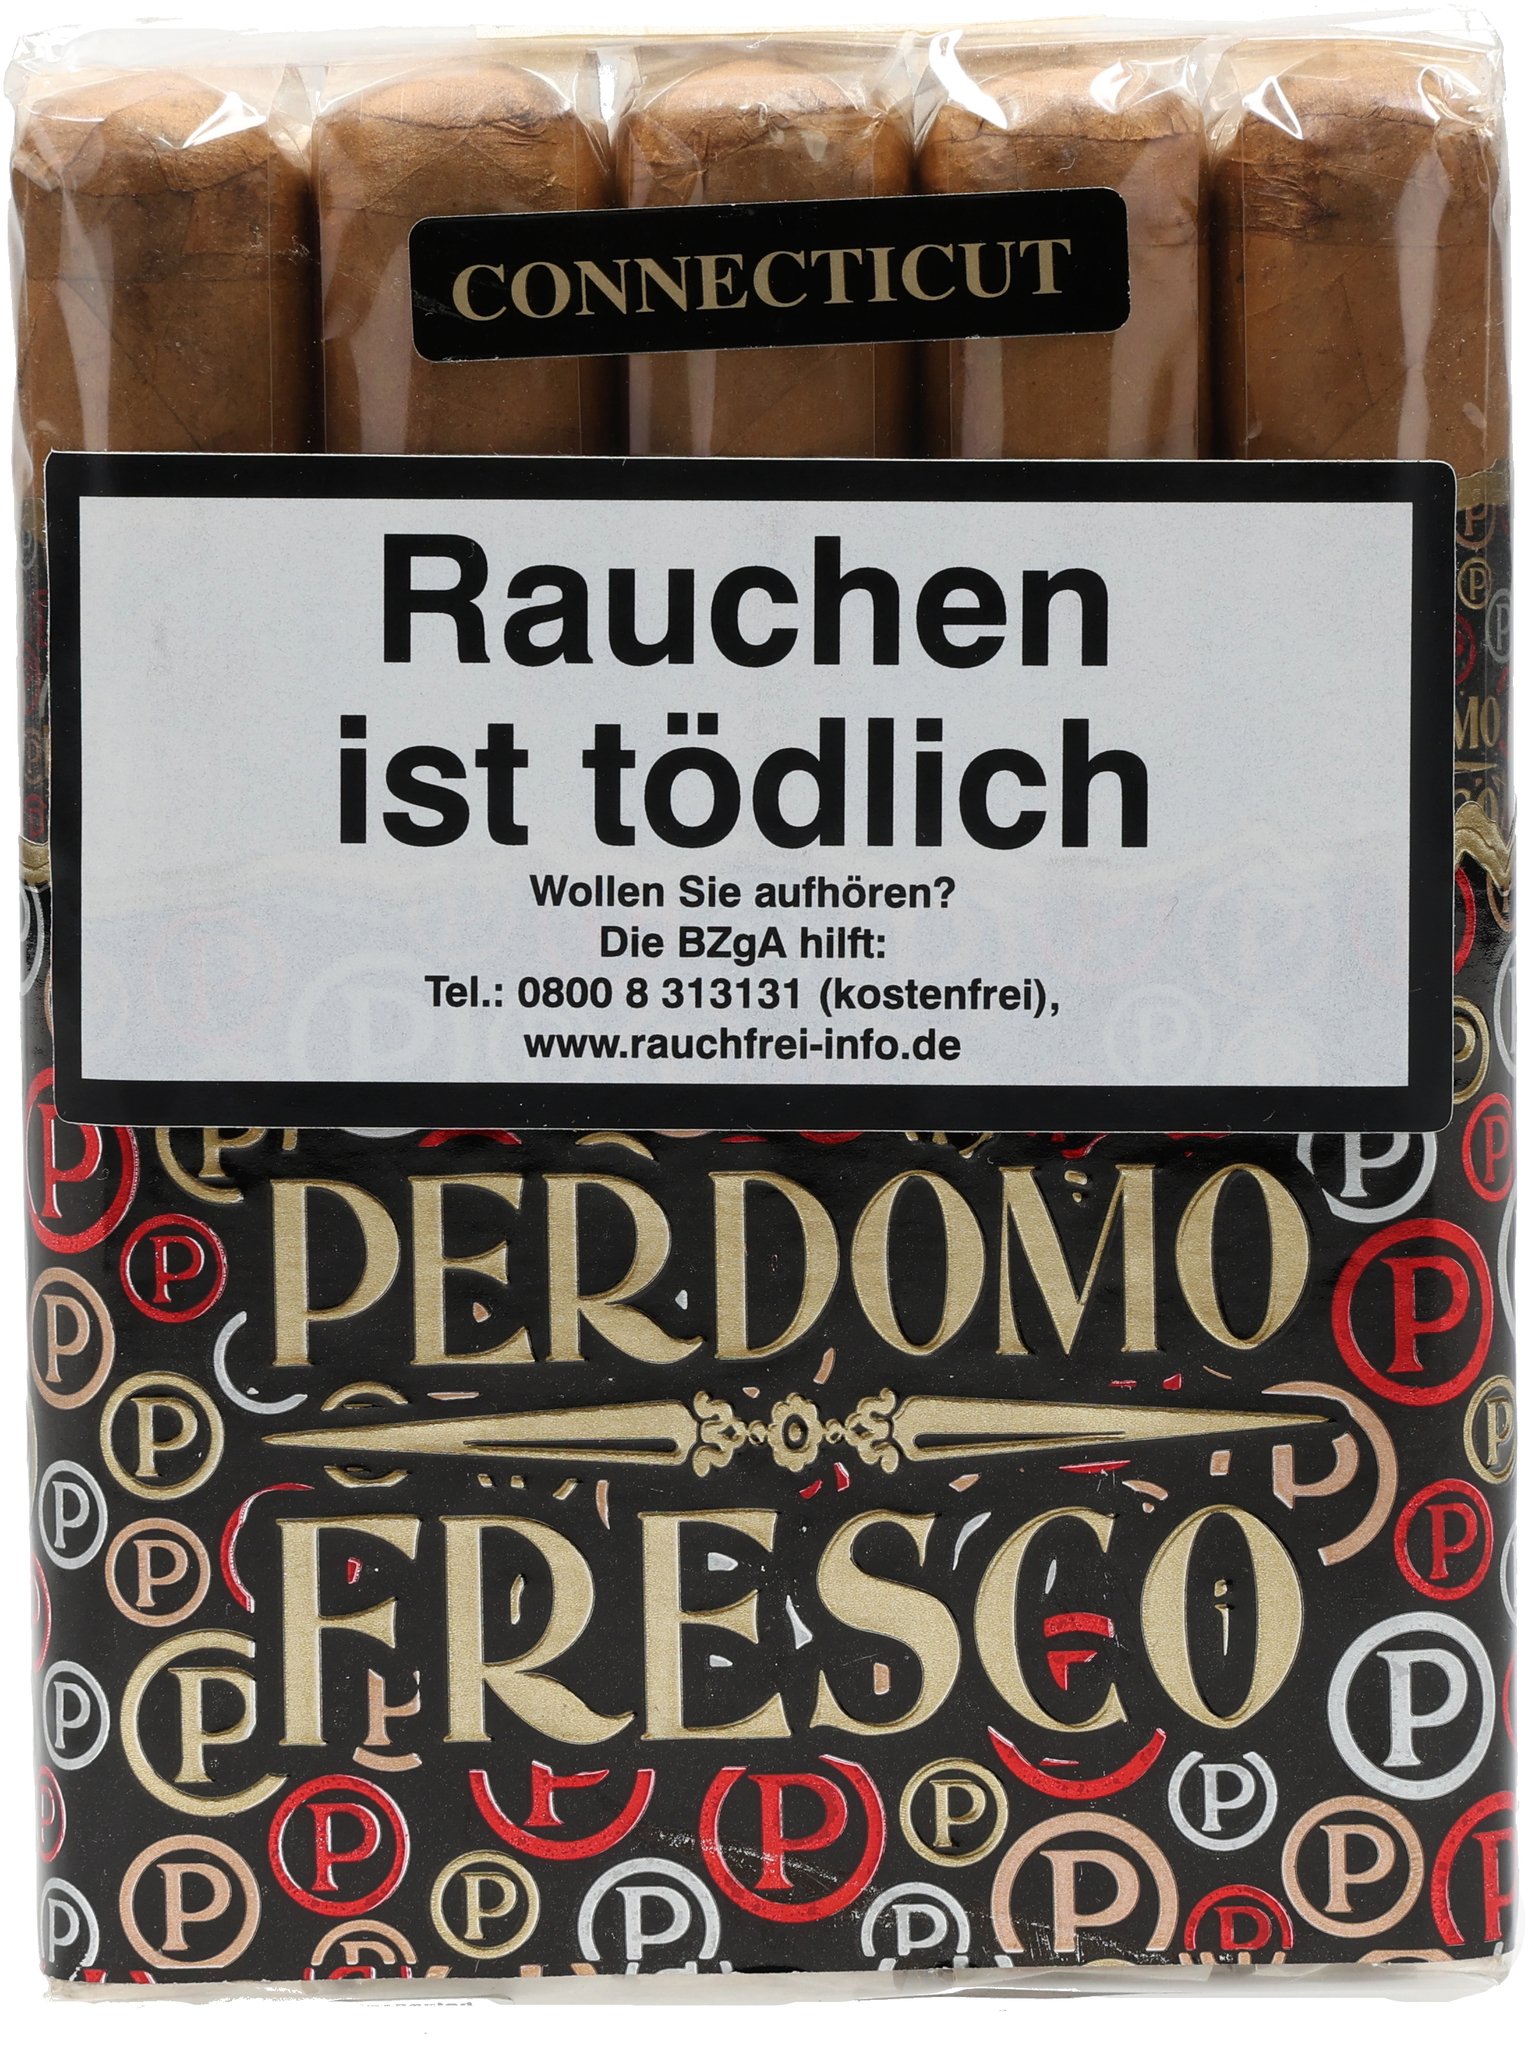 CONNECTICUT
Rauchen
ist tödlich
Wollen Sie aufhören?
Die BZgA hilft:
Tel.: 0800 8 313131 (kostenfrei),
www.rauchfrei-info.de
PERDOMO
FRESCO